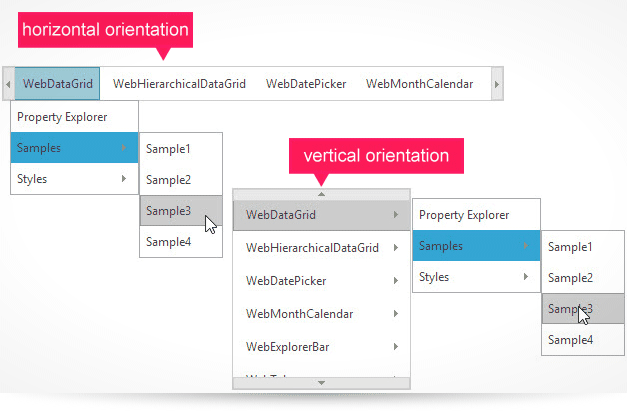 horizontal orientation
WebDataGrid WebHierarchicalDataGrid WebDatePicker WebMonthCalendar
Property Explorer
Samples
Styles
Sample1
Sample2
Sample3
Sample4
vertical orientation
WebDataGrid
WebHierarchicalDataGrid
WebDatePicker
WebMonthCalendar
WebExplorerBar
Property Explorer
Samples
Styles
Sample1
Sample2
Sample3
Sample4